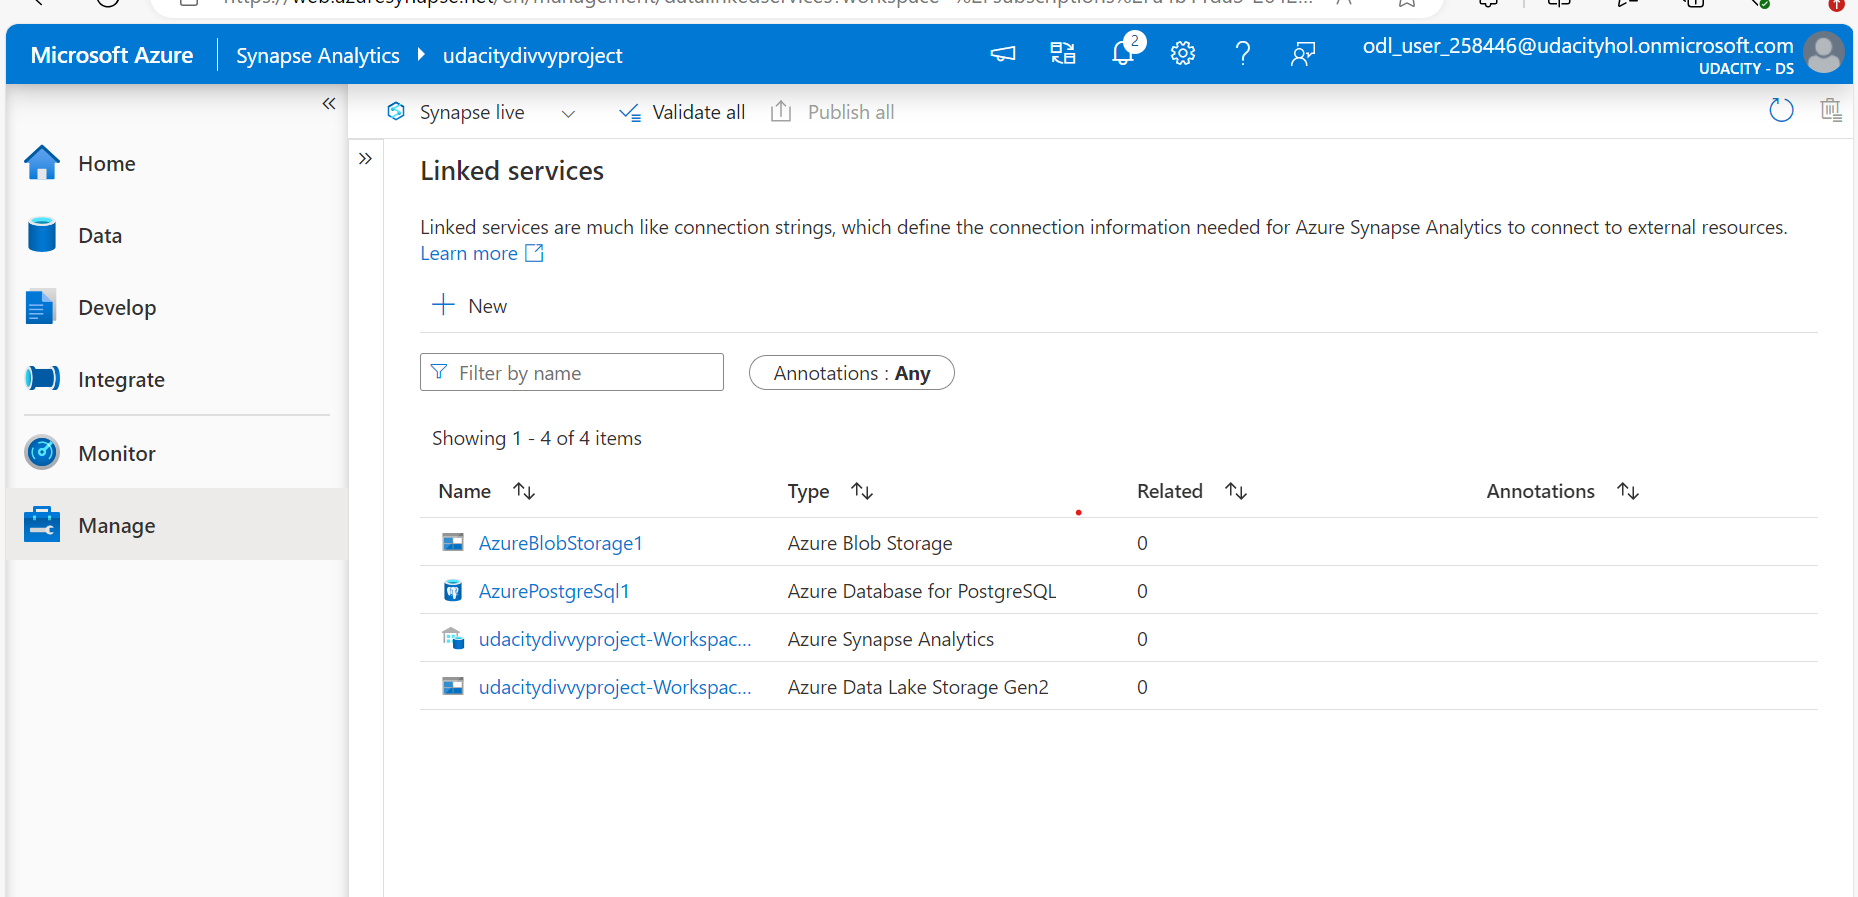 Microsoft Azure
Synapse Analytics
udacitydivvyproject
2
odl_user_258446@udacityhol.onmicrosoft.com
UDACITY - DS
Home
Data
Develop
Integrate
Monitor
Manage
Synapse live
Validate all
Publish all
Linked services
Linked services are much like connection strings, which define the connection information needed for Azure Synapse Analytics to connect to external resources.
Learn more
New
Filter by name
Annotations : Any
Showing 1 - 4 of 4 items
Name Type Related Annotations
AzureBlobStorage1 Azure Blob Storage 0
AzurePostgreSql1 Azure Database for PostgreSQL 0
udacitydivvyproject-Workspac... Azure Synapse Analytics 0
udacitydivvyproject-Workspac... Azure Data Lake Storage Gen2 0